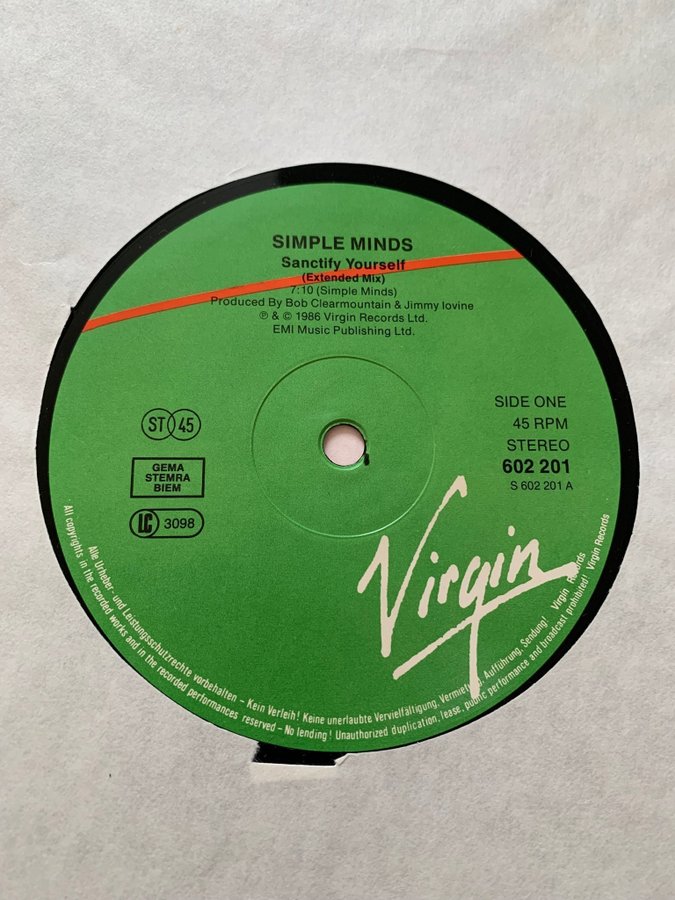 SIMPLE MINDS
Sanctify Yourself
(Extended Mix)
7:10 (Simple Minds)
Produced By Bob Clearmountain & Jimmy Iovine
℗ & © 1986 Virgin Records Ltd.
EMI Music Publishing Ltd.
ST 45
GEMA
STEMRA
BIEM
LC 3098
SIDE ONE
45 RPM
STEREO
602 201
S 602 201 A
Virgin
Alle Urheber- und Leistungsschutzrechte vorbehalten – Kein Verleih! Keine unerlaubte Vervielfältigung, Vermietung, Aufführung, Sendung! Virgin Records
All copyrights in the recorded works and in the recorded performances reserved – No lending! Unauthorized duplication, lease, public performance and broadcast prohibited! Virgin Records